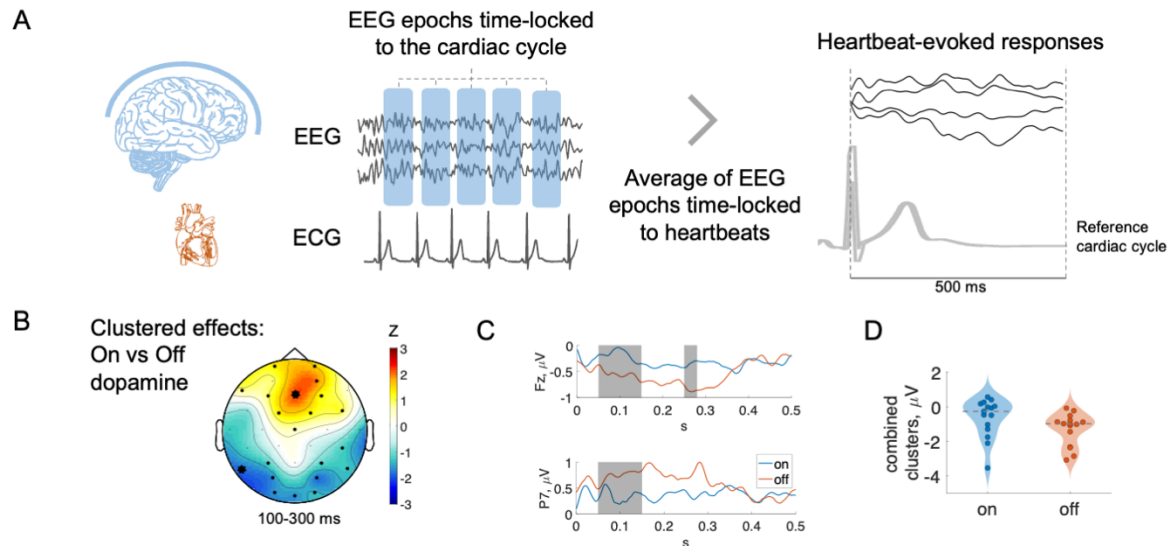 A
EEG epochs time-locked
to the cardiac cycle
EEG
ECG
Average of EEG
epochs time-locked
to heartbeats
Heartbeat-evoked responses
Reference
cardiac cycle
500 ms
B
Clustered effects:
On vs Off
dopamine
z
3
2
1
0
-1
-2
-3
100-300 ms
C
Fz, μV
0
-0.5
-1
0 0.1 0.2 0.3 0.4 0.5
s
P7, μV
1
0.5
0
on
off
0 0.1 0.2 0.3 0.4 0.5
s
D
combined
clusters, μV
2
0
-2
-4
on off